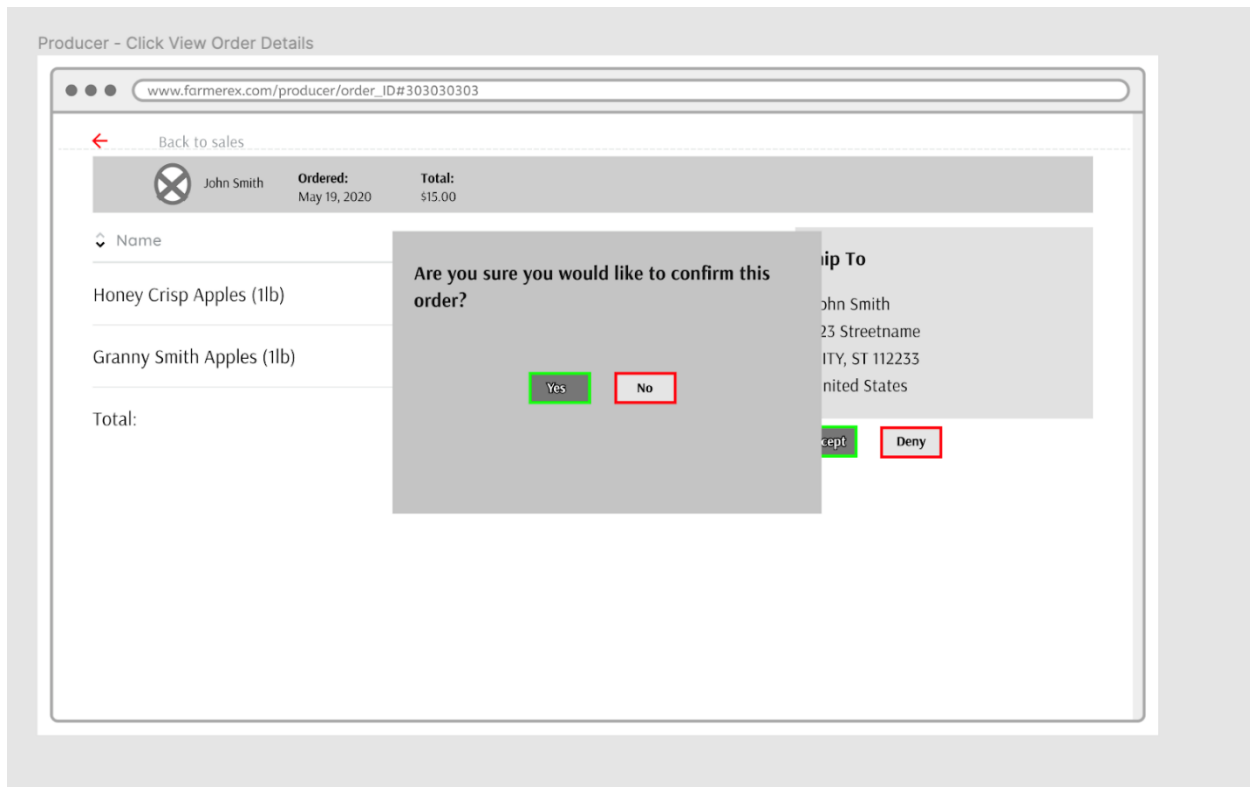 Producer - Click View Order Details
www.farmerex.com/producer/order_ID#303030303
Back to sales
John Smith
Ordered:
May 19, 2020
Total:
$15.00
Name
Honey Crisp Apples (1lb)
Granny Smith Apples (1lb)
Total:
Are you sure you would like to confirm this
order?
Yes
No
ip To
ohn Smith
23 Streetname
ITY, ST 112233
nited States
cept
Deny